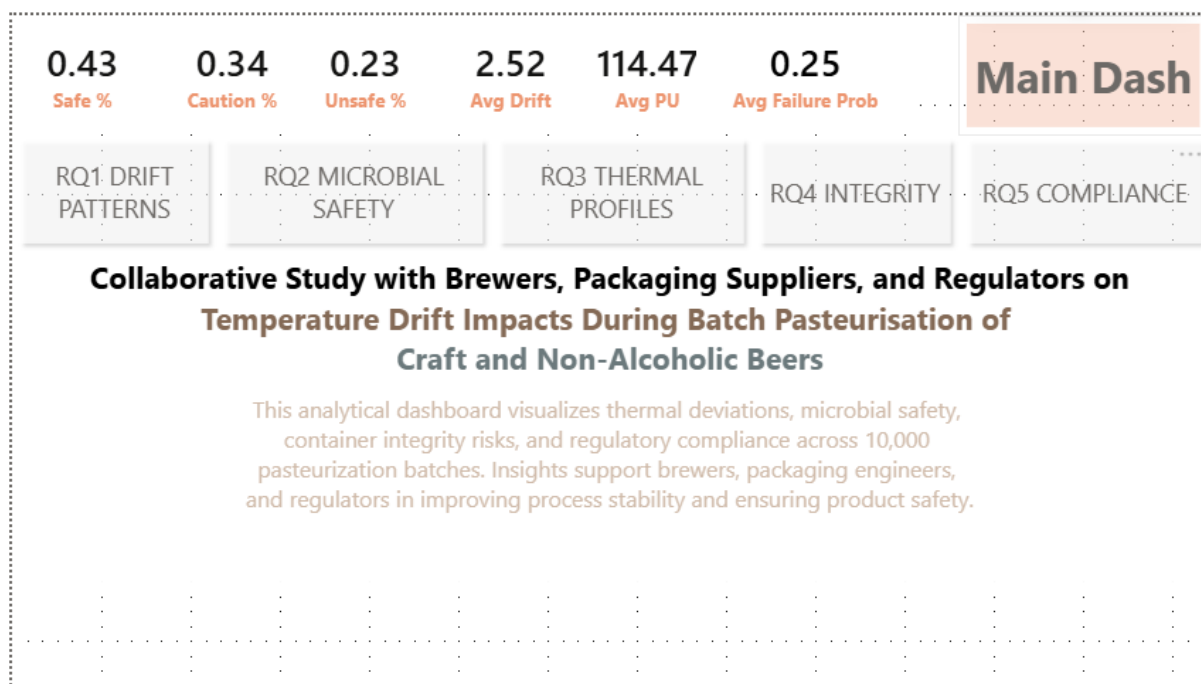 0.43 0.34 0.23 2.52 114.47 0.25
Safe % Caution % Unsafe % Avg Drift Avg PU Avg Failure Prob
Main Dash
RQ1 DRIFT
PATTERNS
RQ2 MICROBIAL
SAFETY
RQ3 THERMAL
PROFILES
RQ4 INTEGRITY
RQ5 COMPLIANCE
Collaborative Study with Brewers, Packaging Suppliers, and Regulators on
Temperature Drift Impacts During Batch Pasteurisation of
Craft and Non-Alcoholic Beers
This analytical dashboard visualizes thermal deviations, microbial safety,
container integrity risks, and regulatory compliance across 10,000
pasteurization batches. Insights support brewers, packaging engineers,
and regulators in improving process stability and ensuring product safety.